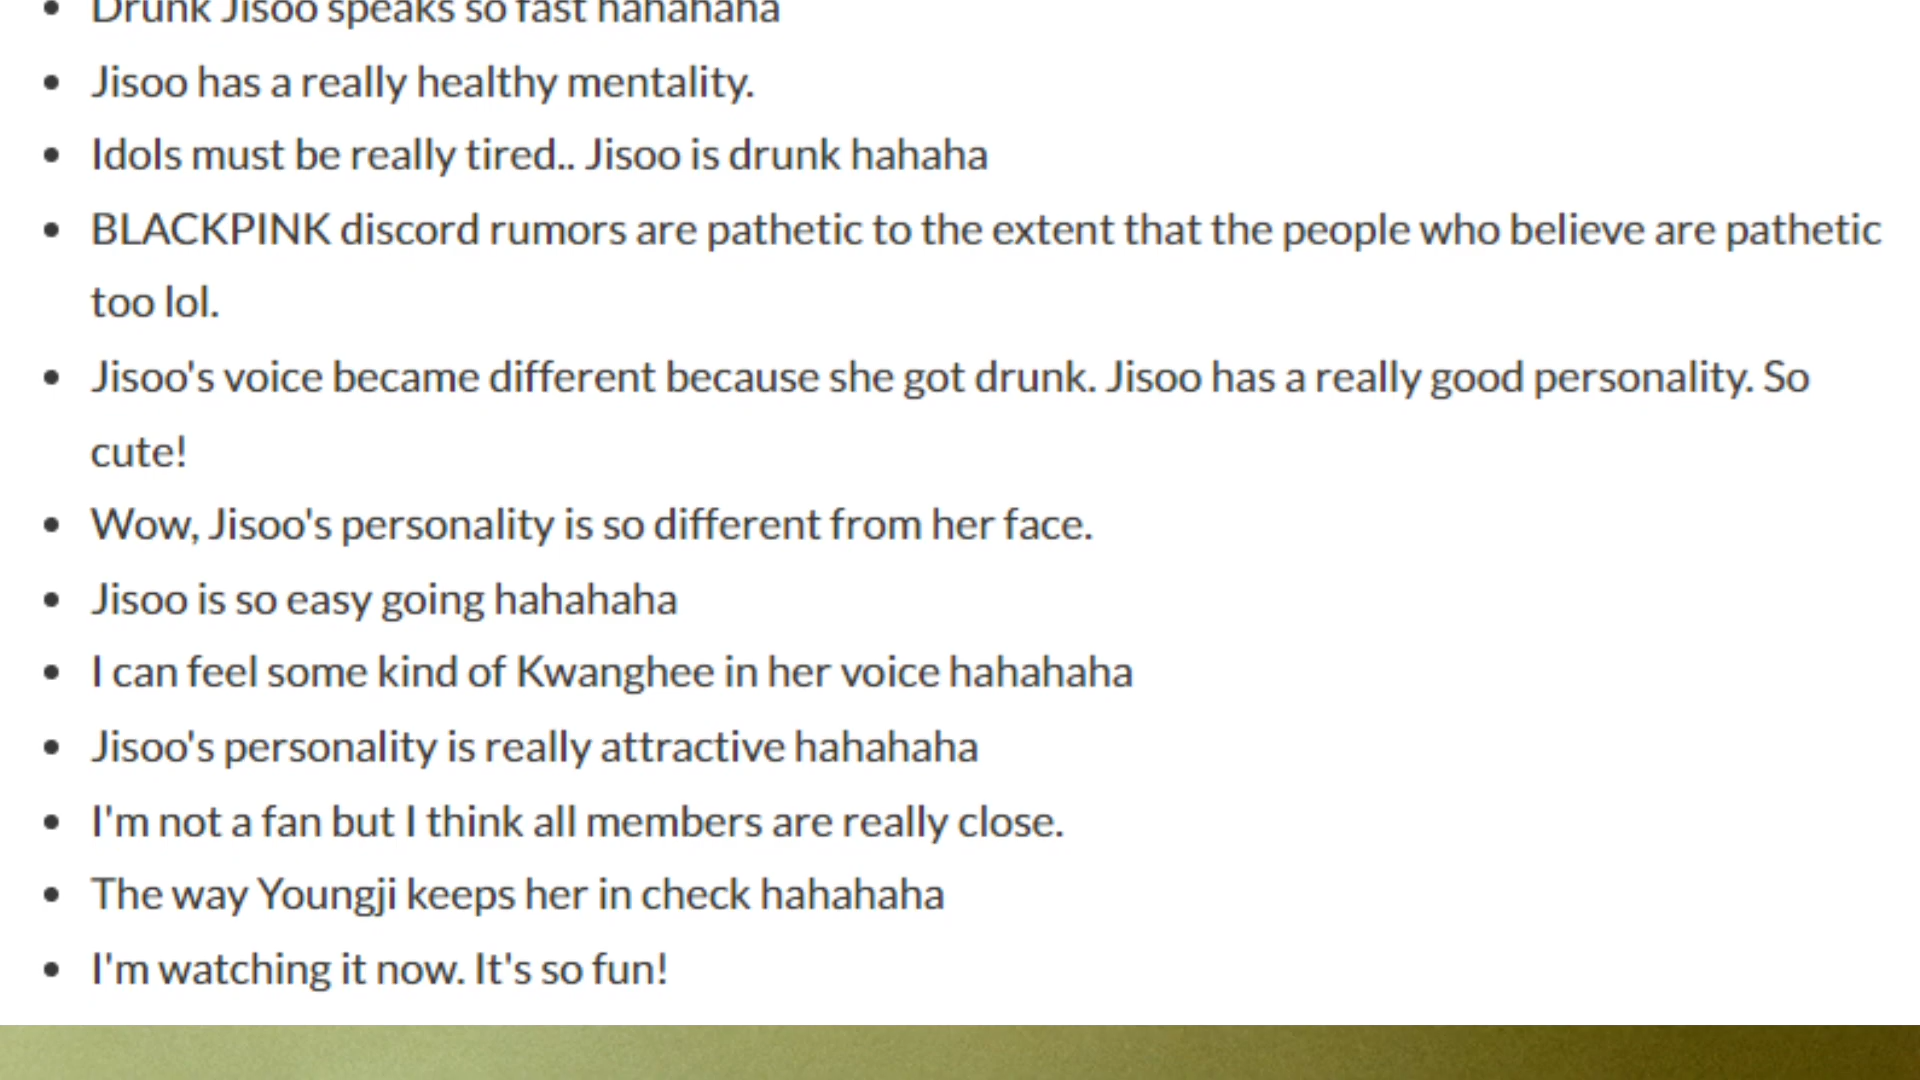 Drunk Jisoo speaks so fast hahahaha
Jisoo has a really healthy mentality.
Idols must be really tired.. Jisoo is drunk hahaha
BLACKPINK discord rumors are pathetic to the extent that the people who believe are pathetic
too lol.
Jisoo's voice became different because she got drunk. Jisoo has a really good personality. So
cute!
Wow, Jisoo's personality is so different from her face.
Jisoo is so easy going hahahaha
I can feel some kind of Kwanghee in her voice hahahaha
Jisoo's personality is really attractive hahahaha
I'm not a fan but I think all members are really close.
The way Youngji keeps her in check hahahaha
I'm watching it now. It's so fun!